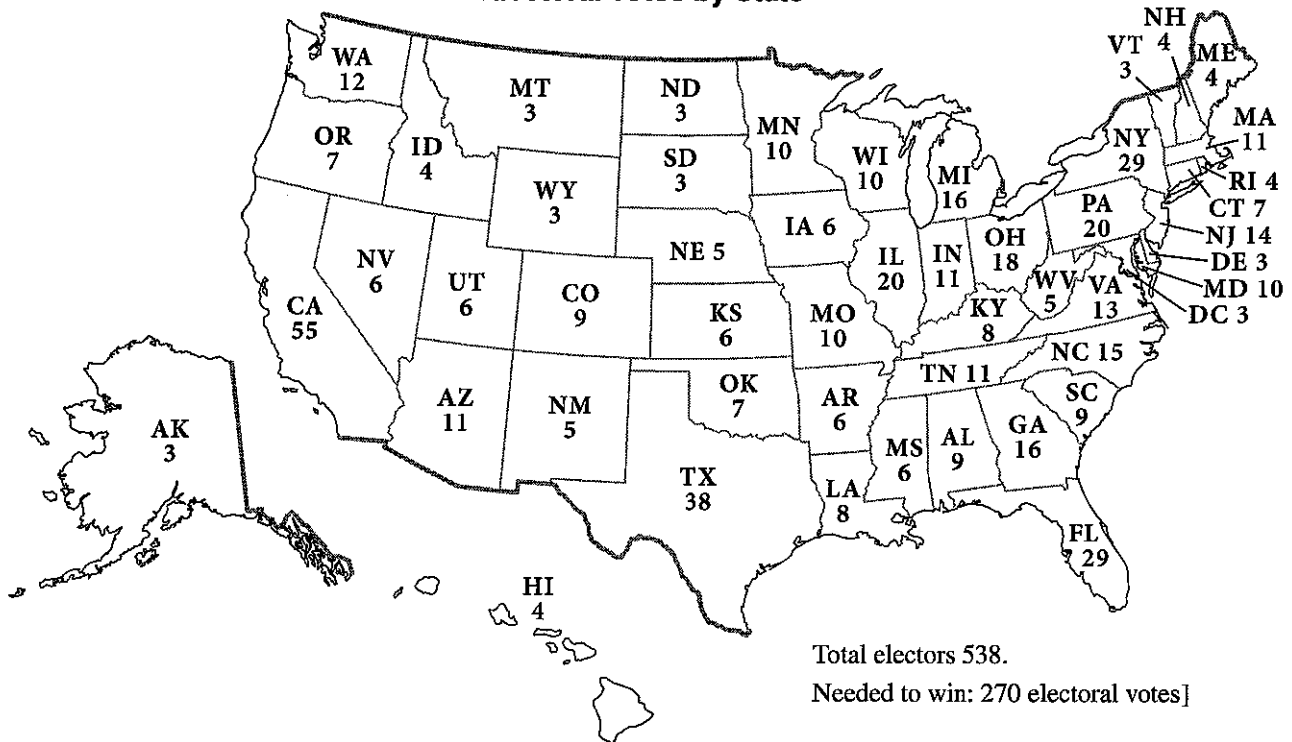 by State
NH
4
VT
3
ME
4
WA
12
MT
3
ND
3
MN
10
OR
7
ID
4
SD
3
WI
10
MI
16
NY
29
MA
11
RI 4
CT 7
WY
3
IA 6
PA
20
NJ 14
DE 3
MD 10
DC 3
NV
6
UT
6
CO
9
NE 5
IL
20
IN
11
OH
18
WV
5
VA
13
CA
55
KS
6
MO
10
KY
8
NC 15
TN 11
AZ
11
NM
5
OK
7
AR
6
SC
9
AK
3
MS
6
AL
9
GA
16
TX
38
LA
8
FL
29
HI
4
Total electors 538.
Needed to win: 270 electoral votes]